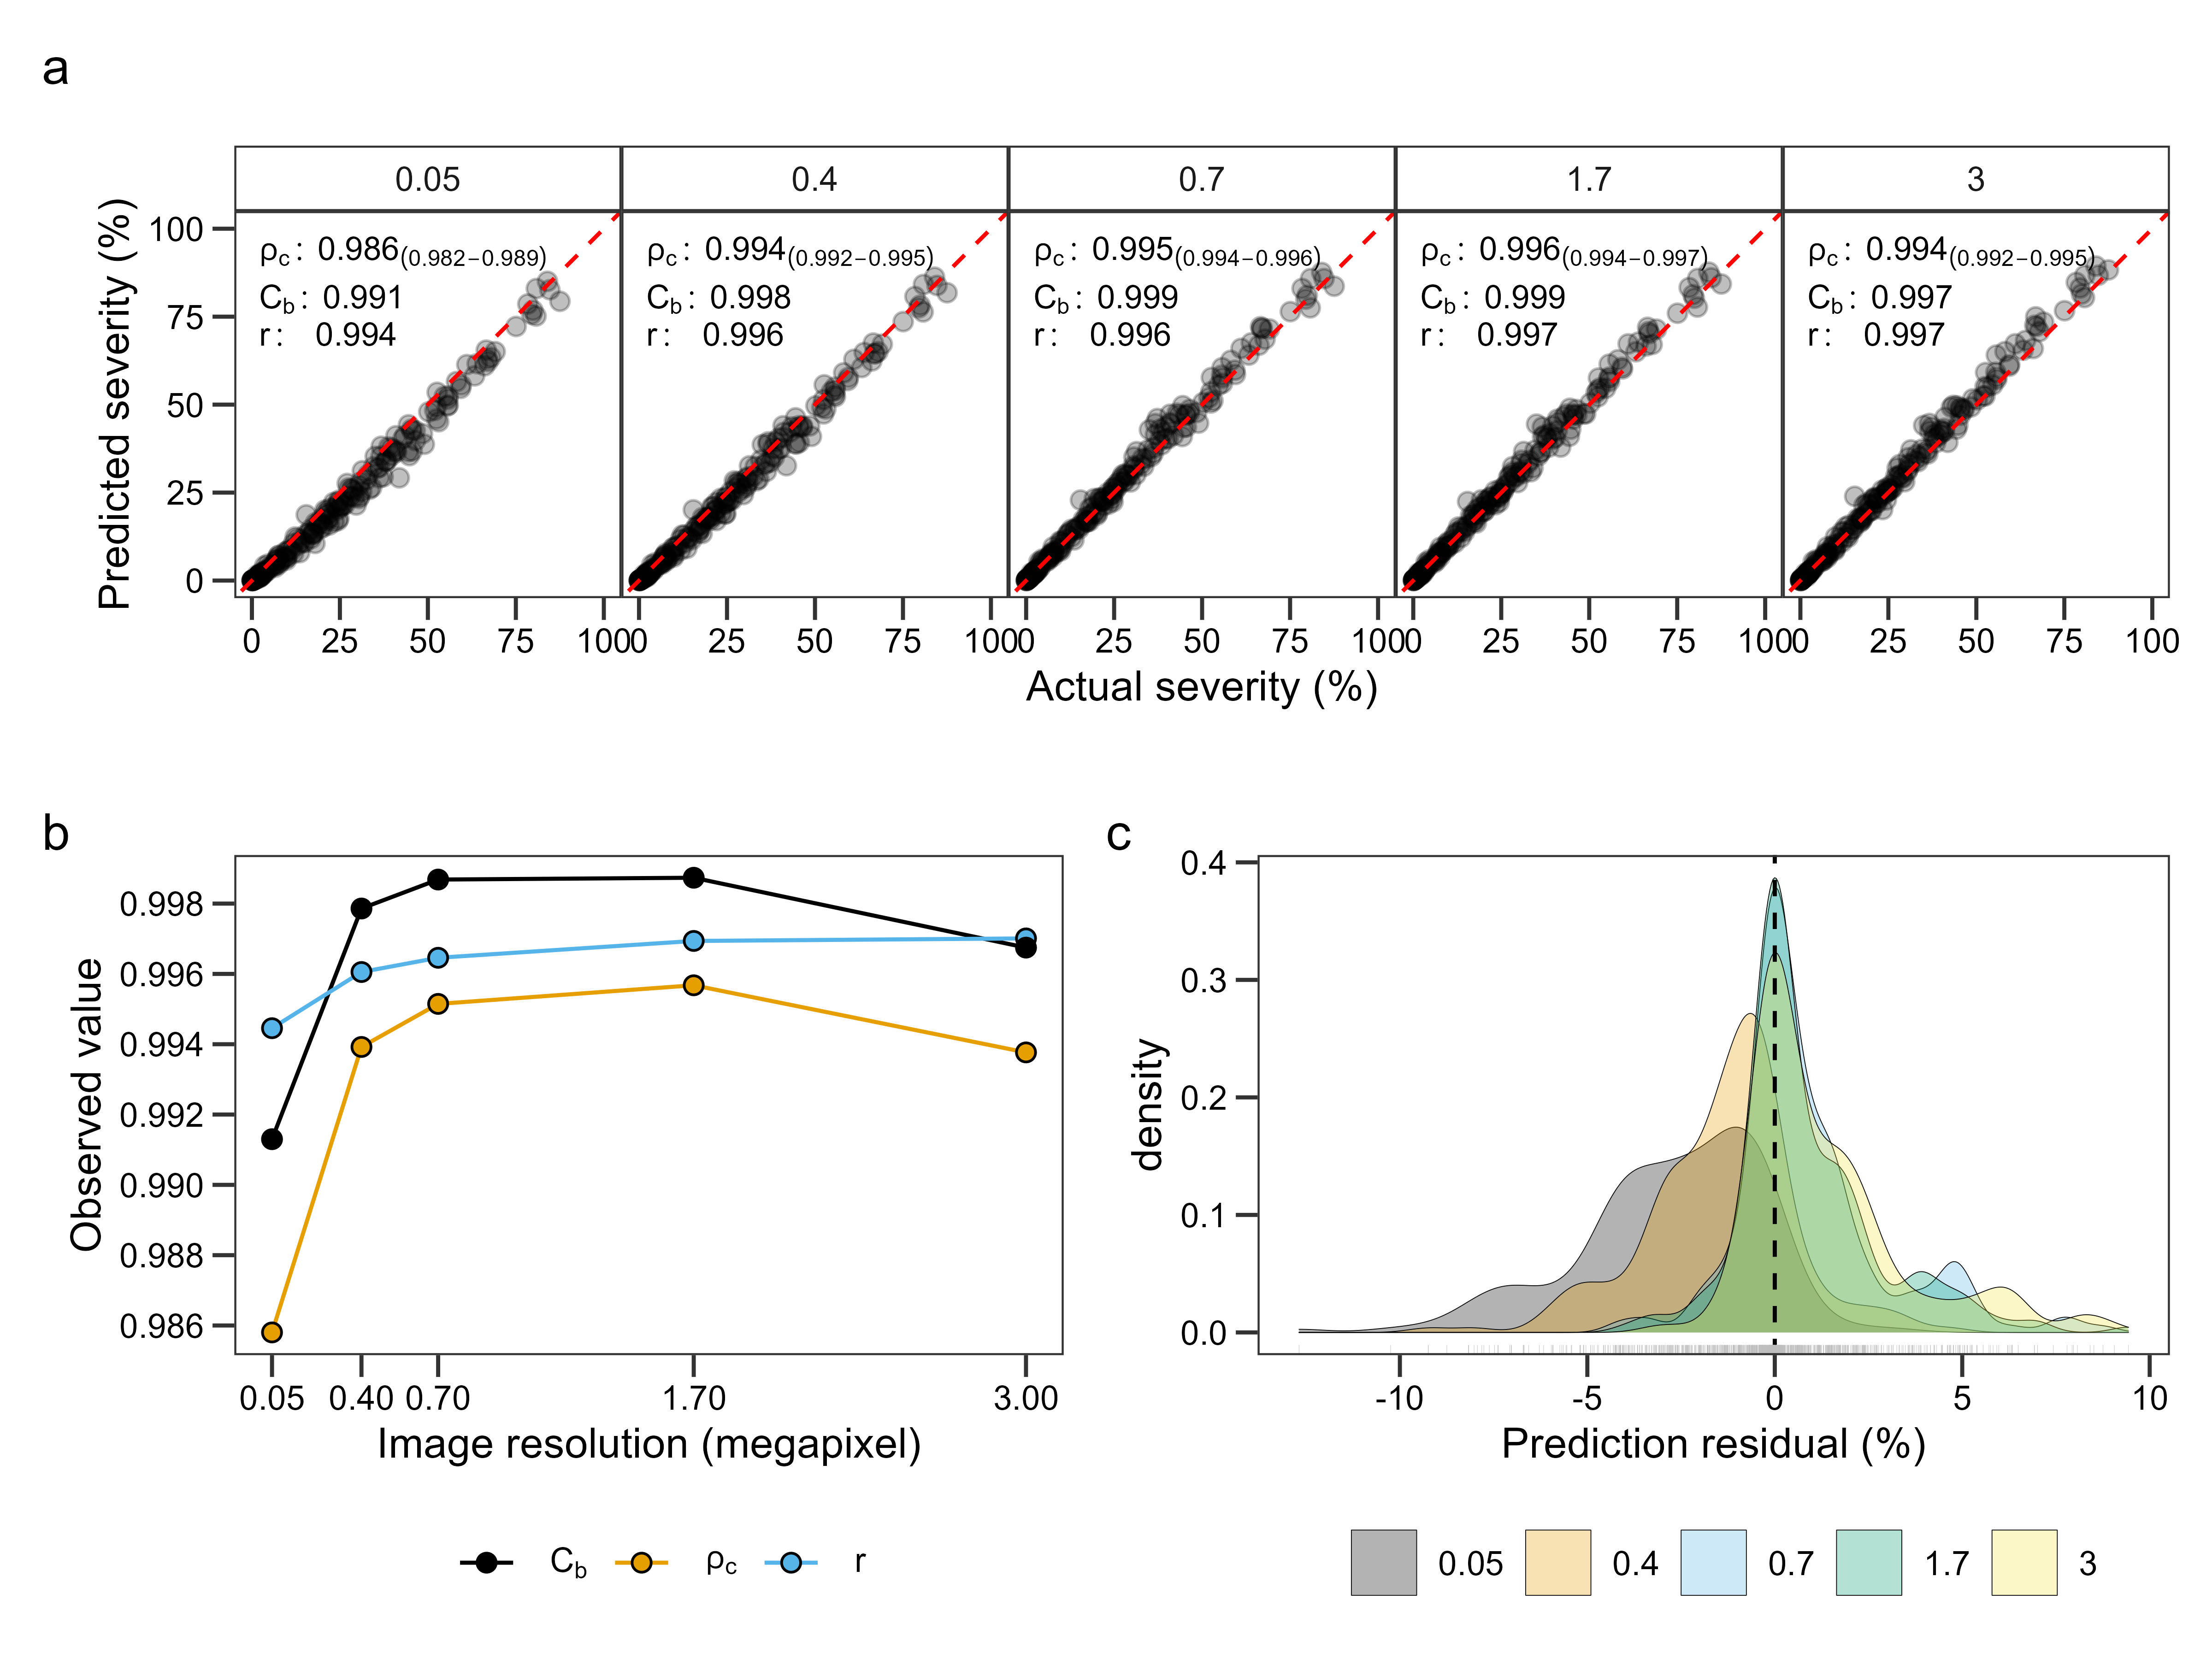 a
0.05 0.4 0.7 1.7 3
ρc: 0.986(0.982−0.989) ρc: 0.994(0.992−0.995) ρc: 0.995(0.994−0.996) ρc: 0.996(0.994−0.997) ρc: 0.994(0.992−0.995)
Cb: 0.991 Cb: 0.998 Cb: 0.999 Cb: 0.999 Cb: 0.997
r: 0.994 r: 0.996 r: 0.996 r: 0.997 r: 0.997
100
75
50
25
0
Predicted severity (%)
0 25 50 75 100 0 25 50 75 100 0 25 50 75 100 0 25 50 75 100 0 25 50 75 100
Actual severity (%)
b
0.998
0.996
0.994
0.992
0.990
0.988
0.986
Observed value
0.05 0.40 0.70 1.70 3.00
Image resolution (megapixel)
Cb ρc r
c
0.4
0.3
0.2
0.1
0.0
density
-10 -5 0 5 10
Prediction residual (%)
0.05 0.4 0.7 1.7 3